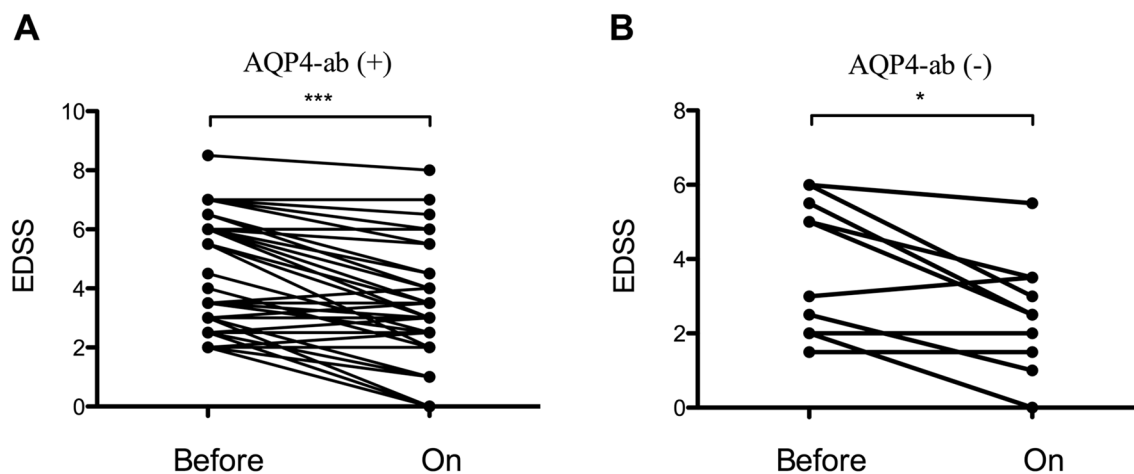 A
AQP4-ab (+)
***
10
8
6
4
2
0
EDSS
Before
On
B
AQP4-ab (-)
*
8
6
4
2
0
EDSS
Before
On